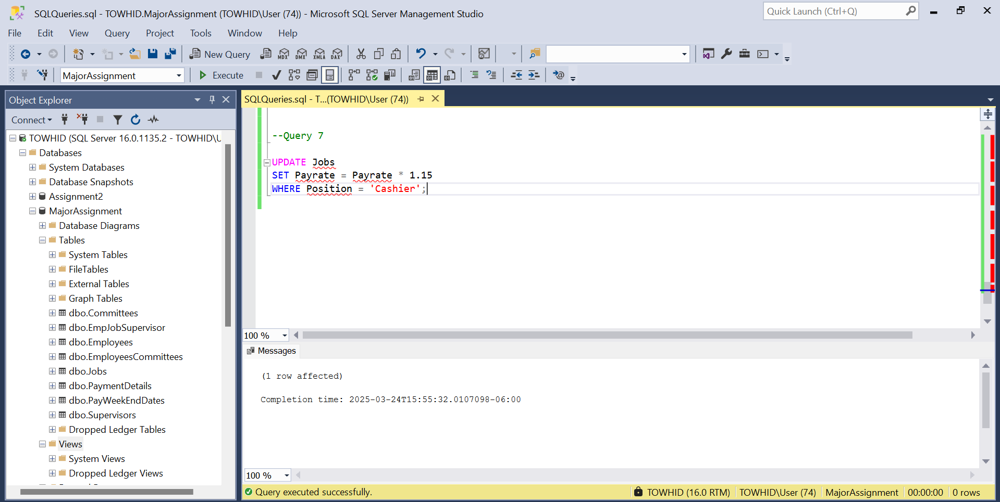 SQLQueries.sql - TOWHID.MajorAssignment (TOWHID\User (74)) - Microsoft SQL Server Management Studio
Quick Launch (Ctrl+Q)
File Edit View Query Project Tools Window Help
New Query MDX DMX XMLA DAX
MajorAssignment Execute
Object Explorer
SQLQueries.sql - T...(TOWHID\User (74))
Connect
TOWHID (SQL Server 16.0.1135.2 - TOWHID\U
Databases
System Databases
Database Snapshots
Assignment2
MajorAssignment
Database Diagrams
Tables
System Tables
FileTables
External Tables
Graph Tables
dbo.Committees
dbo.EmpJobSupervisor
dbo.Employees
dbo.EmployeesCommittees
dbo.Jobs
dbo.PaymentDetails
dbo.PayWeekEndDates
dbo.Supervisors
Dropped Ledger Tables
Views
System Views
Dropped Ledger Views
--Query 7
UPDATE Jobs
SET Payrate = Payrate * 1.15
WHERE Position = 'Cashier';
100 %
Messages
(1 row affected)
Completion time: 2025-03-24T15:55:32.0107098-06:00
100 %
Query executed successfully.
TOWHID (16.0 RTM) TOWHID\User (74) MajorAssignment 00:00:00 0 rows